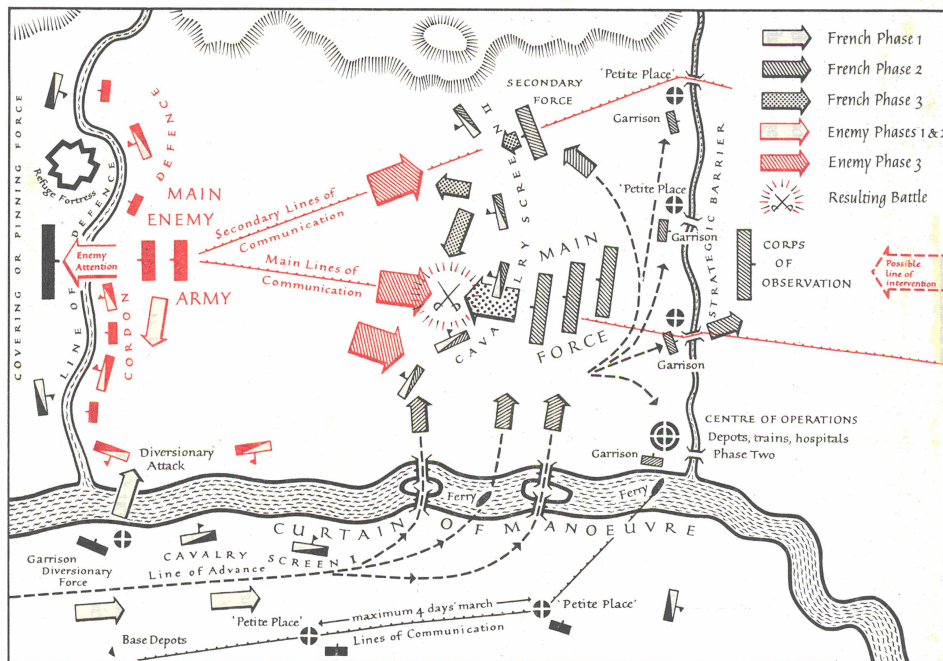 French Phase 1
French Phase 2
French Phase 3
Enemy Phases 1 & 2
Enemy Phase 3
Resulting Battle
'Petite Place'
Garrison
SECONDARY
FORCE
'Petite Place'
Garrison
STRATEGIC BARRIER
CORPS
OF
OBSERVATION
Possible
line of
intervention
COVERING OR PINNING FORCE
Refuge Fortress
LINE OF DEFENCE
DEFENCE
CORDON
MAIN
ENEMY
ARMY
Enemy
Attention
Secondary Lines of
Communication
Main Lines of
Communication
CAVALRY SCREEN II
MAIN
FORCE
Garrison
CENTRE OF OPERATIONS
Depots, trains, hospitals
Phase Two
Garrison
Diversionary
Attack
Ferry
Ferry
CURTAIN OF MANOEUVRE
Garrison
Diversionary
Force
CAVALRY SCREEN I
Line of Advance
'Petite Place'
maximum 4 days' march
'Petite Place'
Base Depots
Lines of Communication